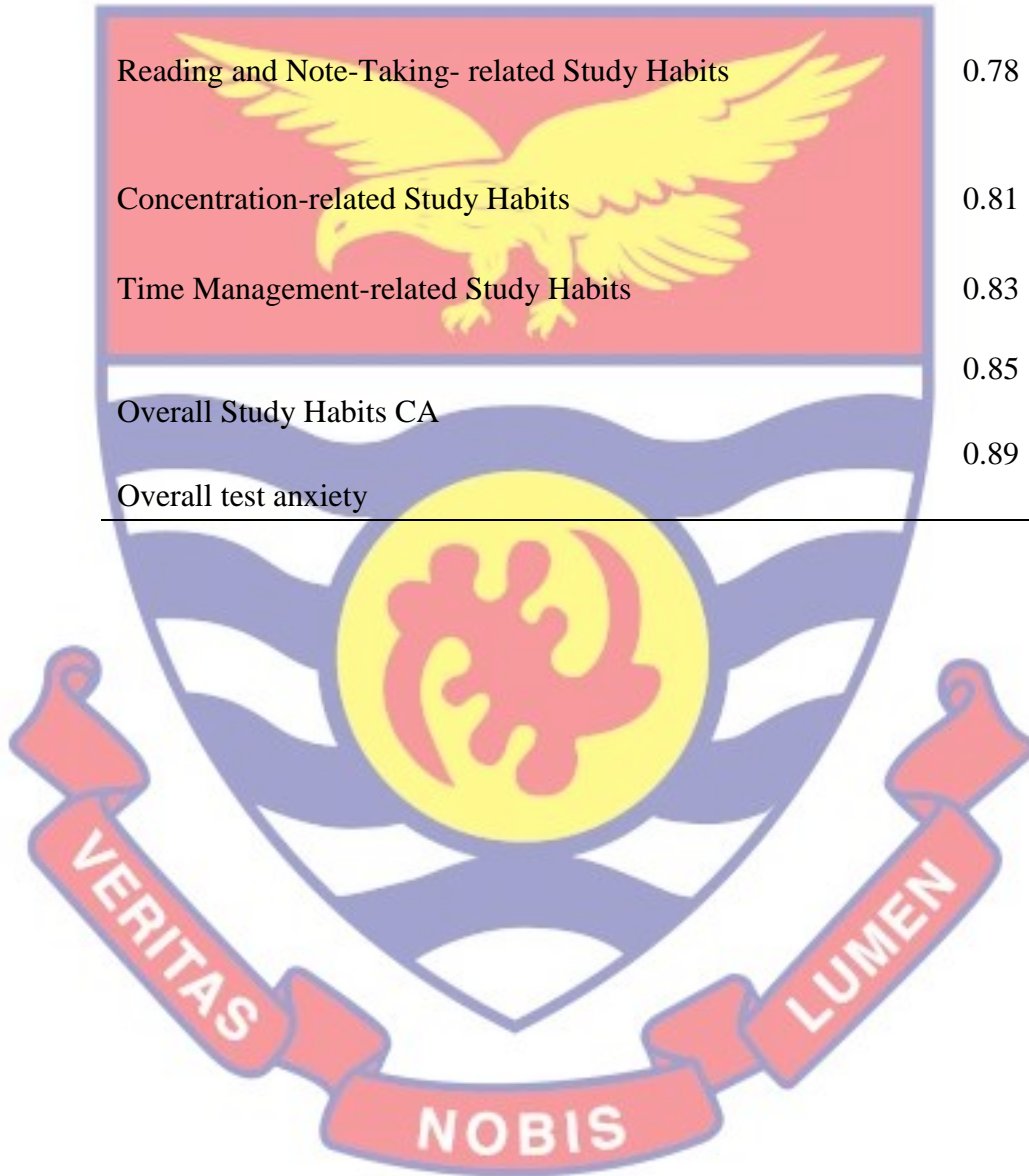 Reading and Note-Taking- related Study Habits 0.78
Concentration-related Study Habits 0.81
Time Management-related Study Habits 0.83
0.85
Overall Study Habits CA
0.89
Overall test anxiety
VERITAS
NOBIS
LUMEN